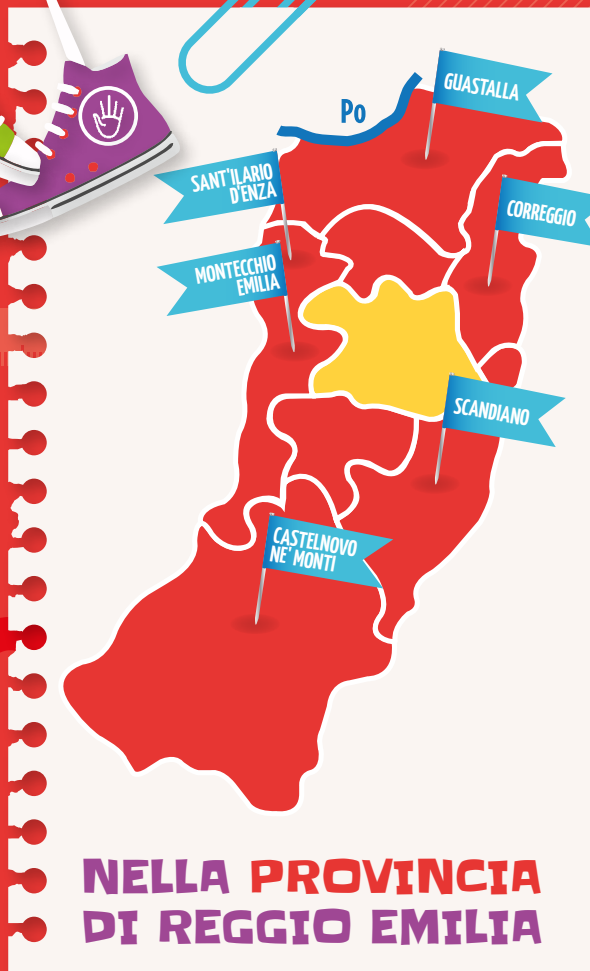 GUASTALLA
Po
SANT'ILARIO
D'ENZA
CORREGGIO
MONTECCHIO
EMILIA
SCANDIANO
CASTELNOVO
NE' MONTI
NELLA PROVINCIA
DI REGGIO EMILIA